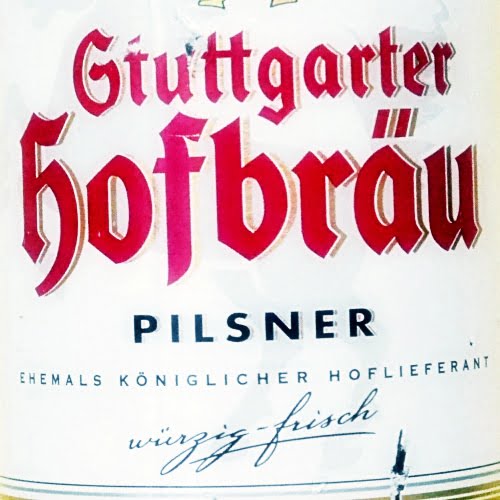 Stuttgarter
Hofbräu
PILSNER
EHEMALS KÖNIGLICHER HOFLIEFERANT
würzig-frisch